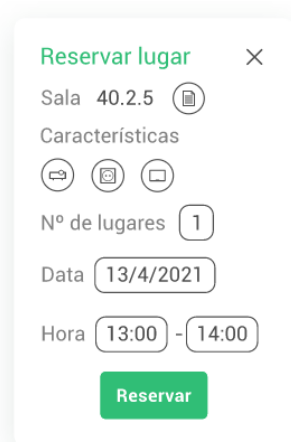 Reservar lugar
Sala 40.2.5
Características
Nº de lugares 1
Data 13/4/2021
Hora 13:00 - 14:00
Reservar